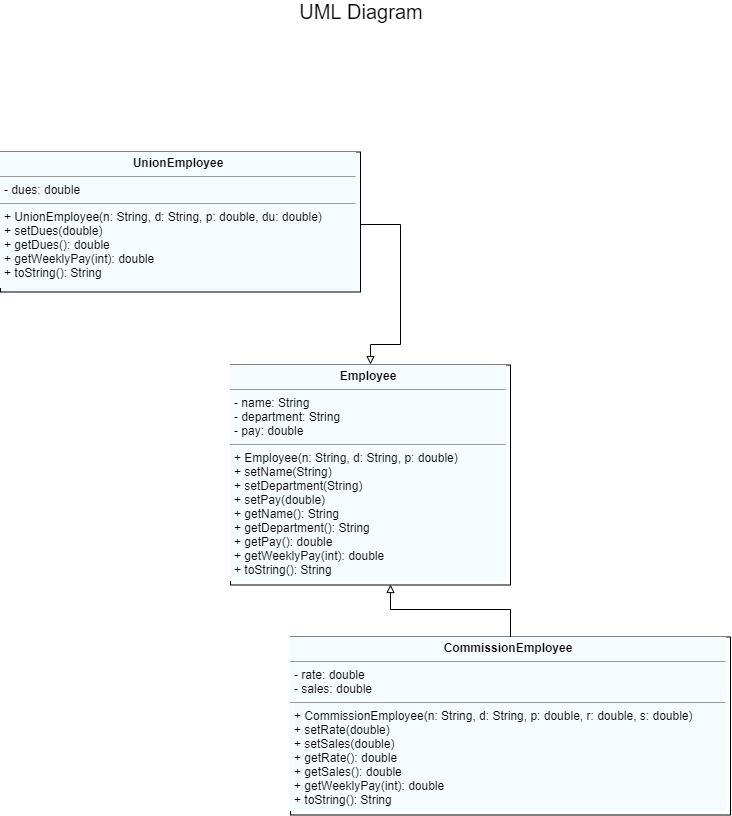 UML Diagram
UnionEmployee
- dues: double
+ UnionEmployee(n: String, d: String, p: double, du: double)
+ setDues(double)
+ getDues(): double
+ getWeeklyPay(int): double
+ toString(): String
Employee
- name: String
- department: String
- pay: double
+ Employee(n: String, d: String, p: double)
+ setName(String)
+ setDepartment(String)
+ setPay(double)
+ getName(): String
+ getDepartment(): String
+ getPay(): double
+ getWeeklyPay(int): double
+ toString(): String
CommissionEmployee
- rate: double
- sales: double
+ CommissionEmployee(n: String, d: String, p: double, r: double, s: double)
+ setRate(double)
+ setSales(double)
+ getRate(): double
+ getSales(): double
+ getWeeklyPay(int): double
+ toString(): String